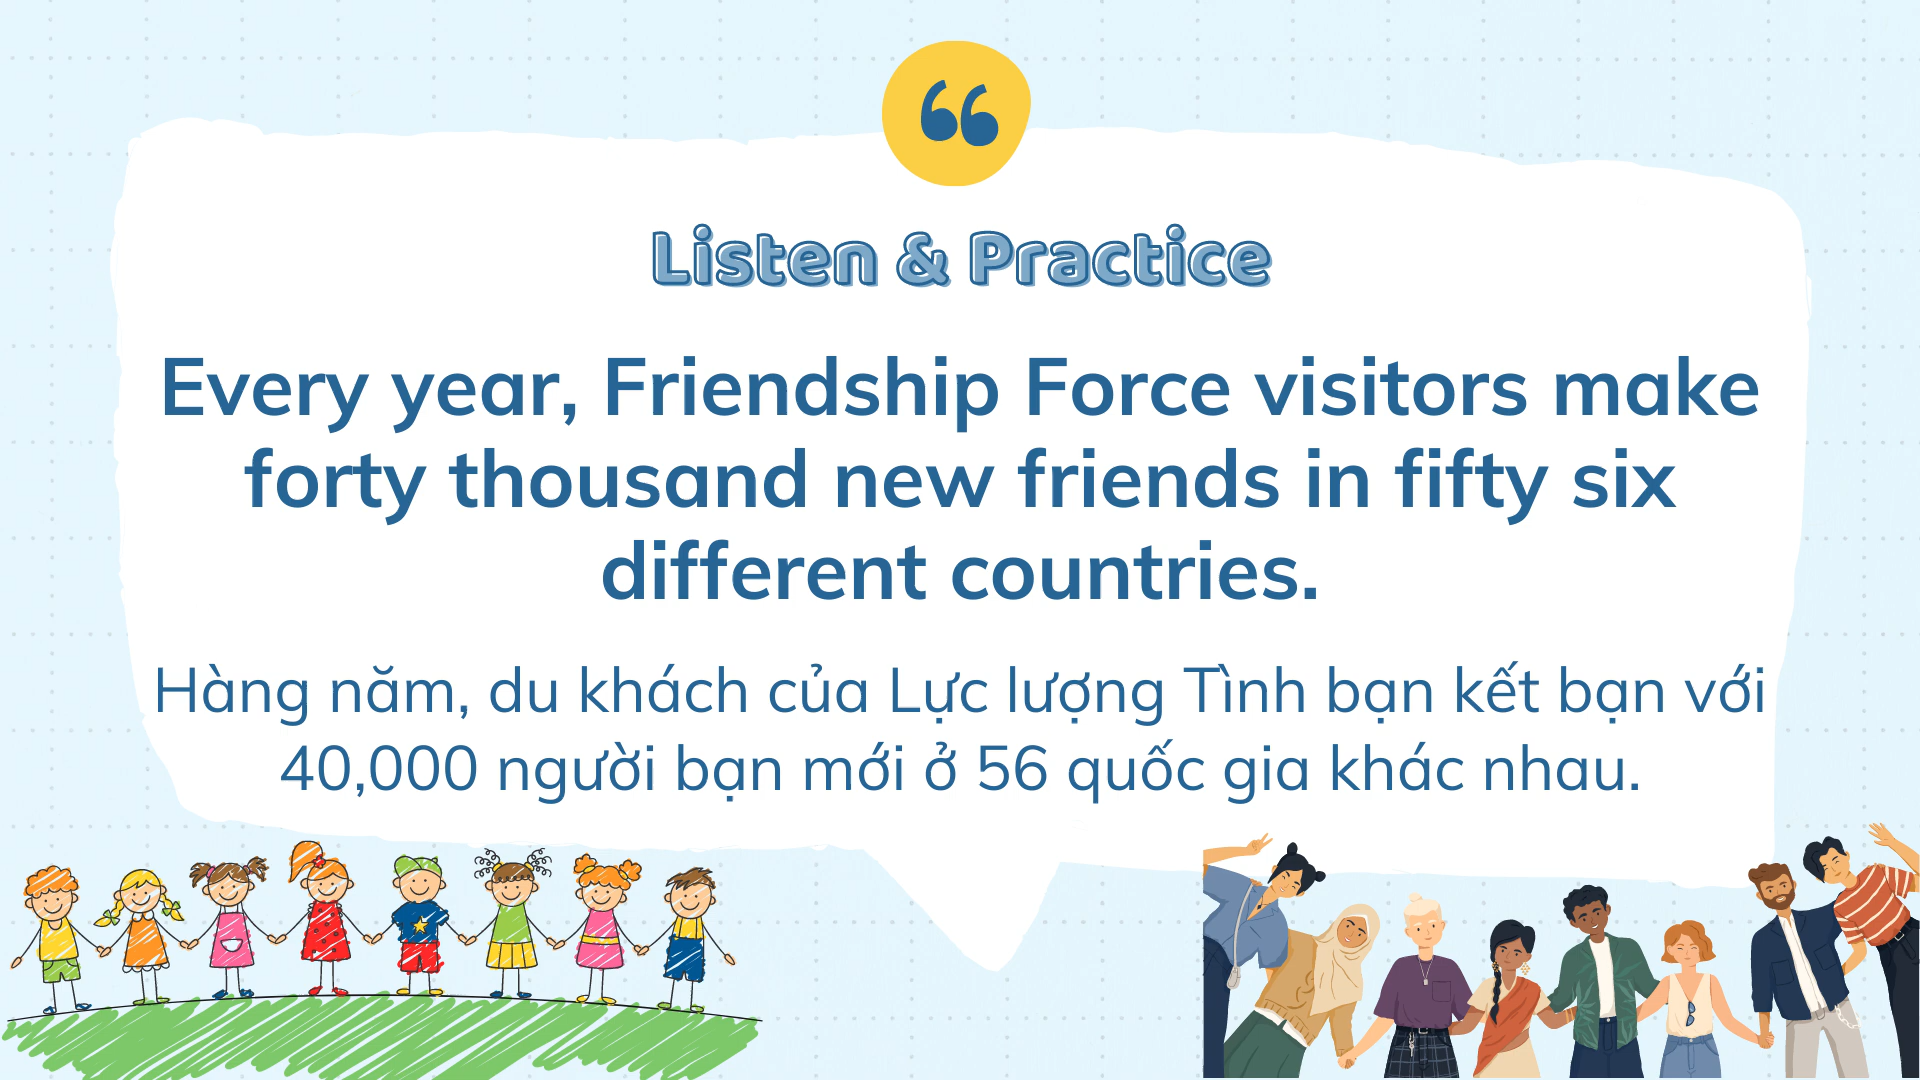 Listen & Practice
Every year, Friendship Force visitors make
forty thousand new friends in fifty six
different countries.
Hàng năm, du khách của Lực lượng Tình bạn kết bạn với
40,000 người bạn mới ở 56 quốc gia khác nhau.